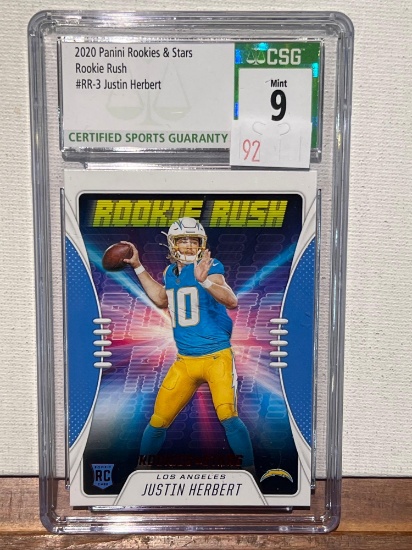 2020 Panini Rookies & Stars
Rookie Rush
#RR-3 Justin Herbert
CERTIFIED SPORTS GUARANTY
CSG
Mint
9
92
ROOKIE RUSH
10
RC
LOS ANGELES
JUSTIN HERBERT